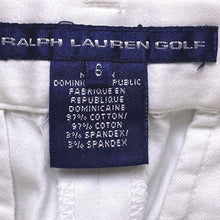 RALPH LAUREN GOLF
6
DOMINIC PUBLIC
FABRIQUE EN
REPUBLIQUE
DOMINICAINE
97% COTTON/
97% COTON
3% SPANDEX/
3% SPANDEX